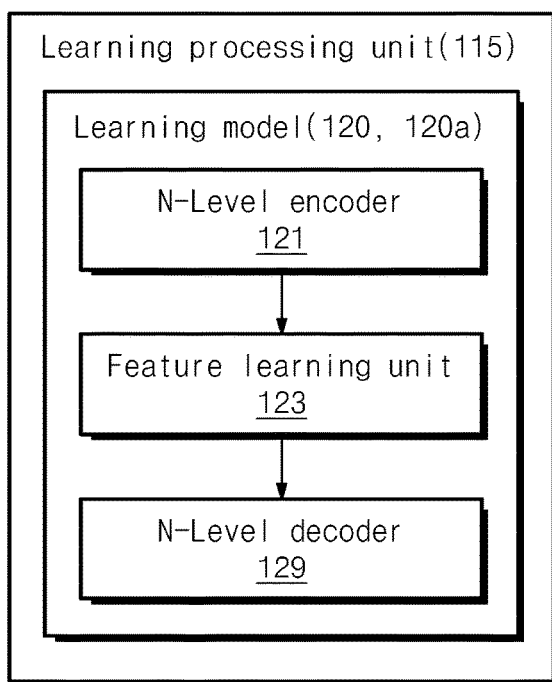 Learning processing unit(115)
Learning model(120, 120a)
N-Level encoder
121
Feature learning unit
123
N-Level decoder
129